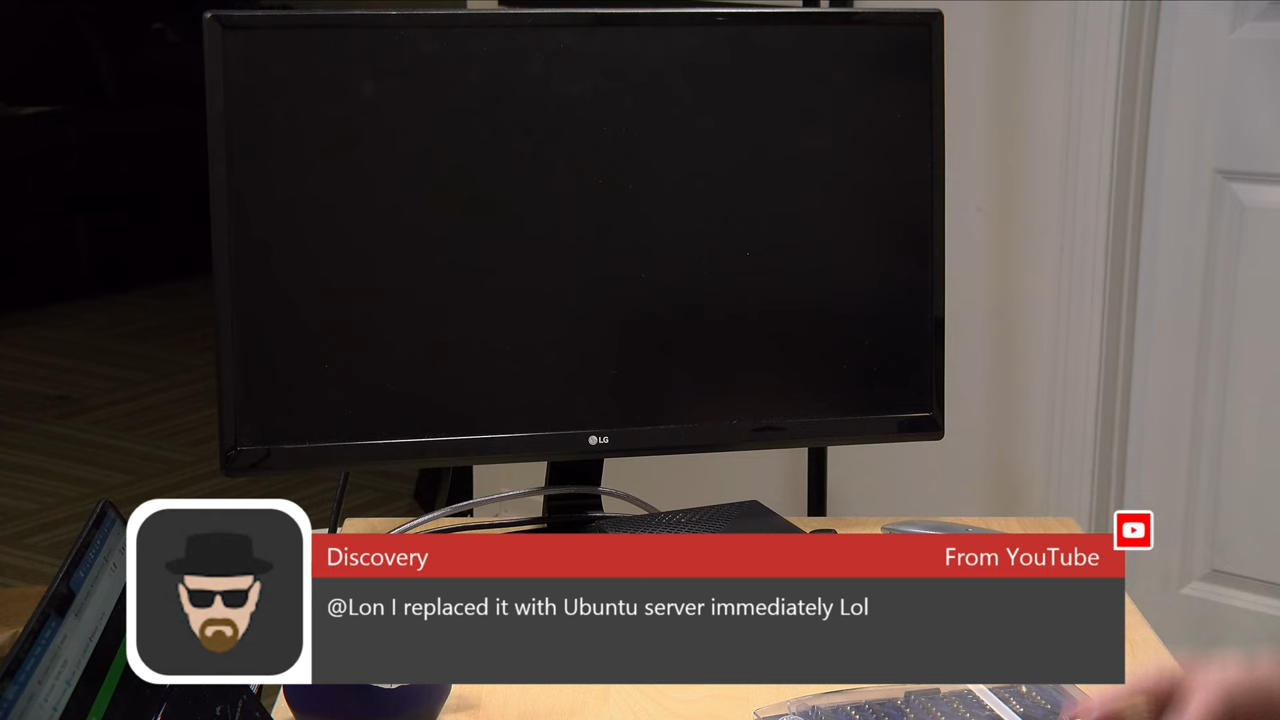 LG
Discovery
From YouTube
@Lon I replaced it with Ubuntu server immediately Lol